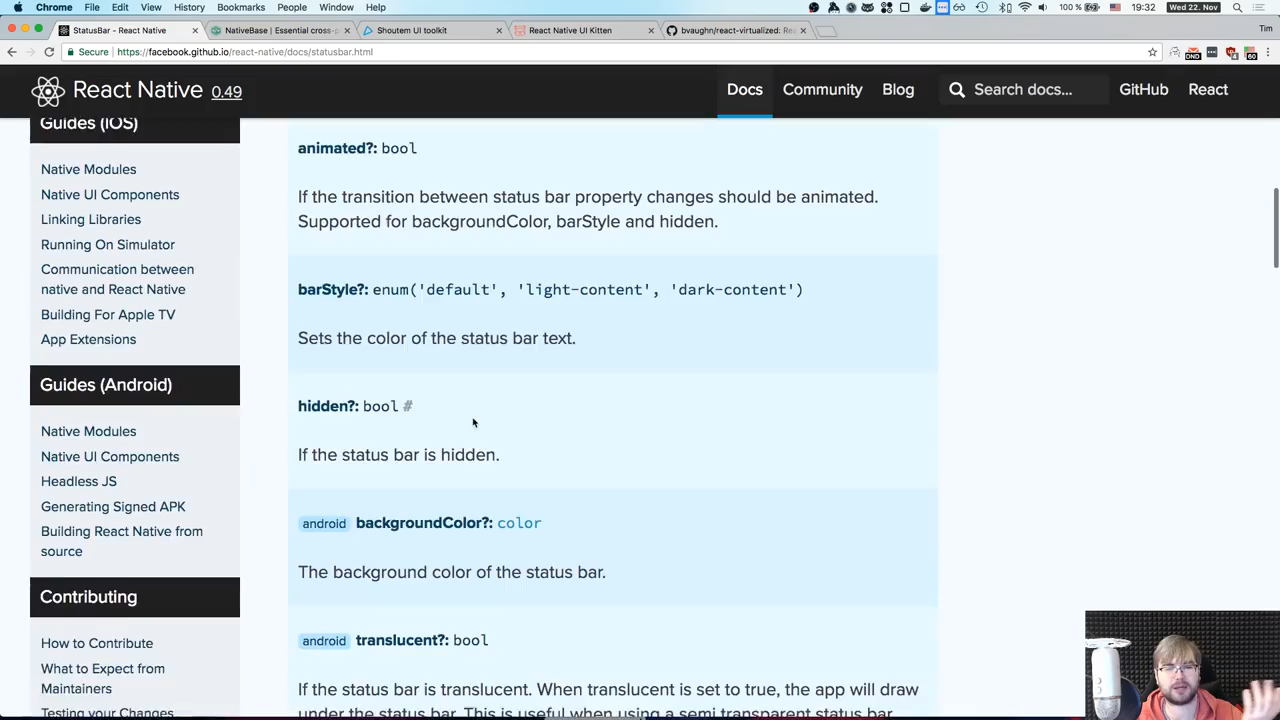 Chrome File Edit View History Bookmarks People Window Help
100 % Wed 22. Nov 19:32
StatusBar - React Native
NativeBase | Essential cross-p
Shoutem UI toolkit
React Native UI Kitten
bvaughn/react-virtualized: Re
Tim
Secure https://facebook.github.io/react-native/docs/statusbar.html
DND
4
60
React Native 0.49
Docs Community Blog Search docs... GitHub React
Guides (iOS)
Native Modules
Native UI Components
Linking Libraries
Running On Simulator
Communication between
native and React Native
Building For Apple TV
App Extensions
Guides (Android)
Native Modules
Native UI Components
Headless JS
Generating Signed APK
Building React Native from
source
Contributing
How to Contribute
What to Expect from
Maintainers
Testing your Changes
animated?: bool
If the transition between status bar property changes should be animated.
Supported for backgroundColor, barStyle and hidden.
barStyle?: enum('default', 'light-content', 'dark-content')
Sets the color of the status bar text.
hidden?: bool #
If the status bar is hidden.
android backgroundColor?: color
The background color of the status bar.
android translucent?: bool
If the status bar is translucent. When translucent is set to true, the app will draw
under the status bar. This is useful when using a semi transparent status bar